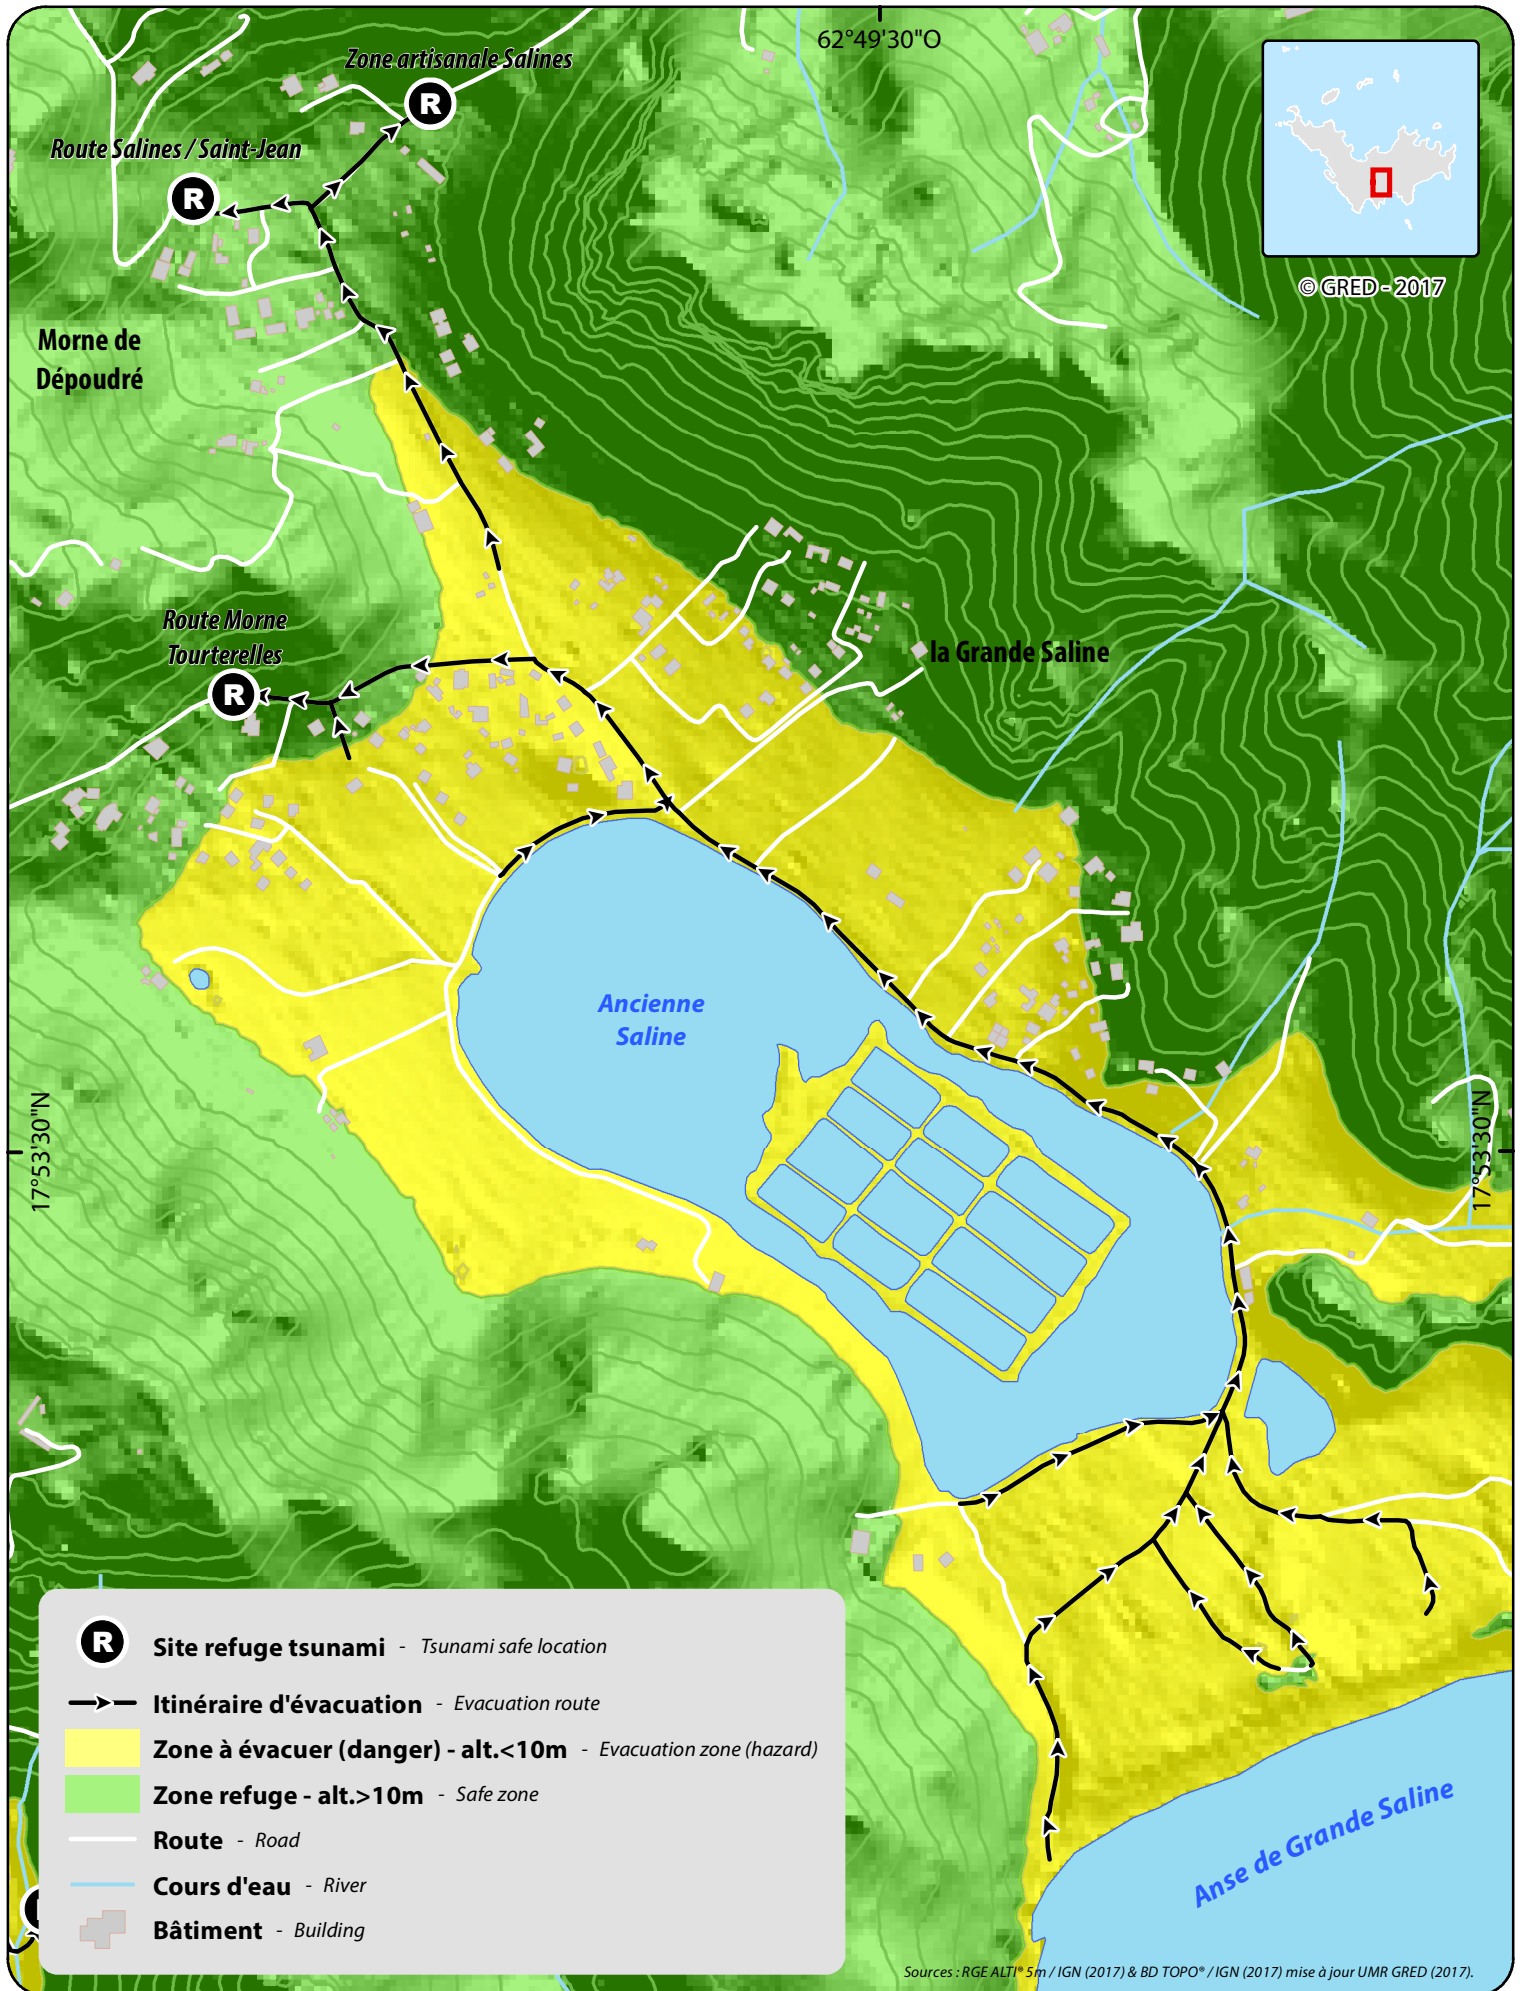 62°49'30"O
Zone artisanale Salines
R
Route Salines / Saint-Jean
R
© GRED - 2017
Morne de
Dépoudré
Route Morne
Tourterelles
R
la Grande Saline
Ancienne
Saline
17°53'30"N
17°53'30"N
R Site refuge tsunami - Tsunami safe location
Itinéraire d'évacuation - Evacuation route
Zone à évacuer (danger) - alt.<10m - Evacuation zone (hazard)
Zone refuge - alt.>10m - Safe zone
Route - Road
Cours d'eau - River
Bâtiment - Building
Anse de Grande Saline
Sources : RGE ALTI® 5m / IGN (2017) & BD TOPO® / IGN (2017) mise à jour UMR GRED (2017).